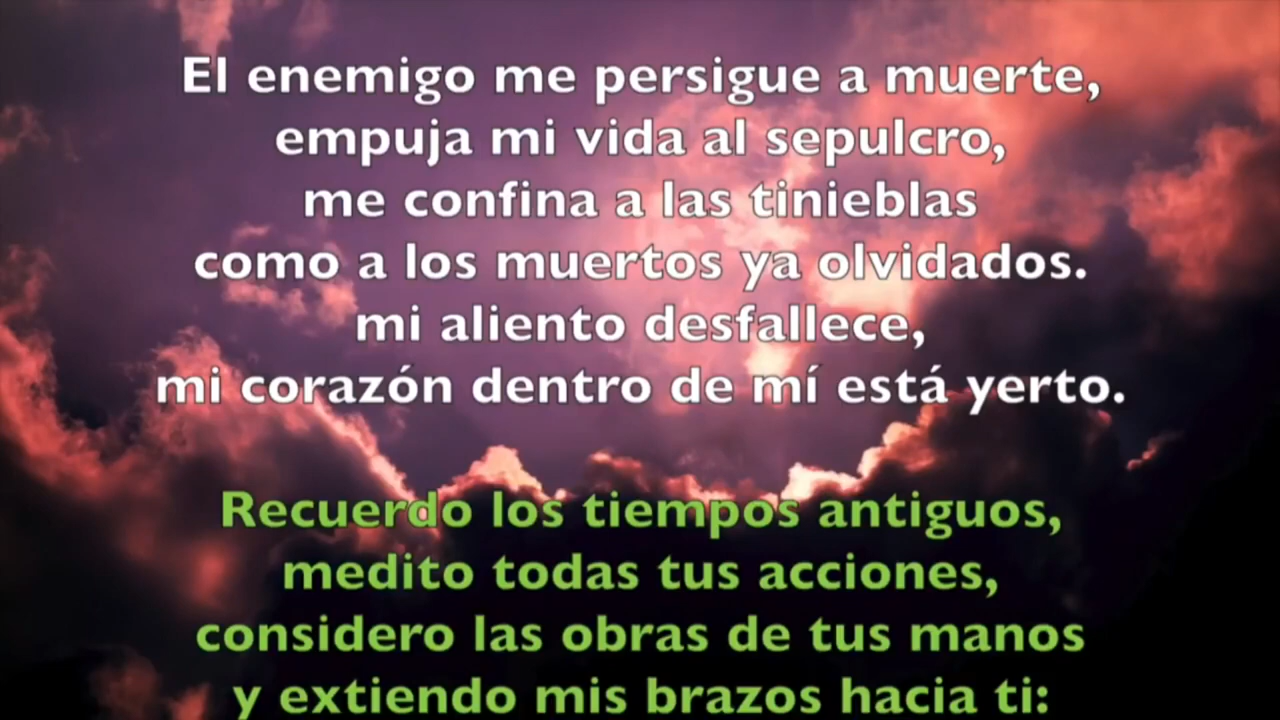 El enemigo me persigue a muerte,
empuja mi vida al sepulcro,
me confina a las tinieblas
como a los muertos ya olvidados.
mi aliento desfallece,
mi corazón dentro de mí está yerto.
Recuerdo los tiempos antiguos,
medito todas tus acciones,
considero las obras de tus manos
y extiendo mis brazos hacia ti: